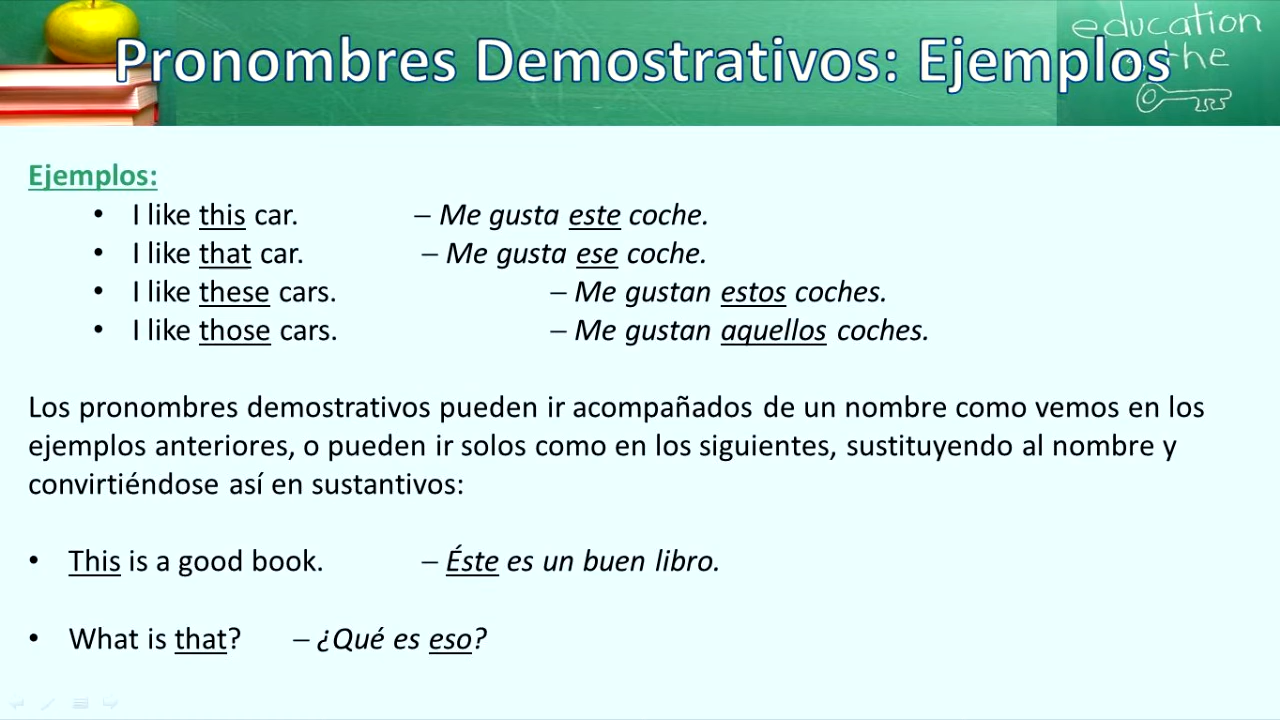 Pronombres Demostrativos: Ejemplos
education
the
Ejemplos:
• I like this car. – Me gusta este coche.
• I like that car. – Me gusta ese coche.
• I like these cars. – Me gustan estos coches.
• I like those cars. – Me gustan aquellos coches.
Los pronombres demostrativos pueden ir acompañados de un nombre como vemos en los
ejemplos anteriores, o pueden ir solos como en los siguientes, sustituyendo al nombre y
convirtiéndose así en sustantivos:
• This is a good book. – Éste es un buen libro.
• What is that? – ¿Qué es eso?